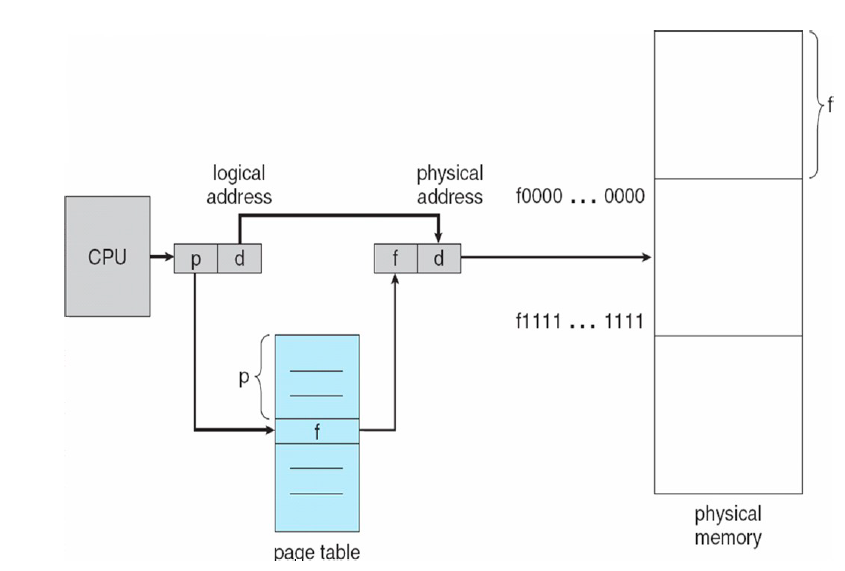 f
logical
address
physical
address
f0000 ... 0000
CPU
p
d
f
d
f1111 ... 1111
p
f
physical
memory
page table